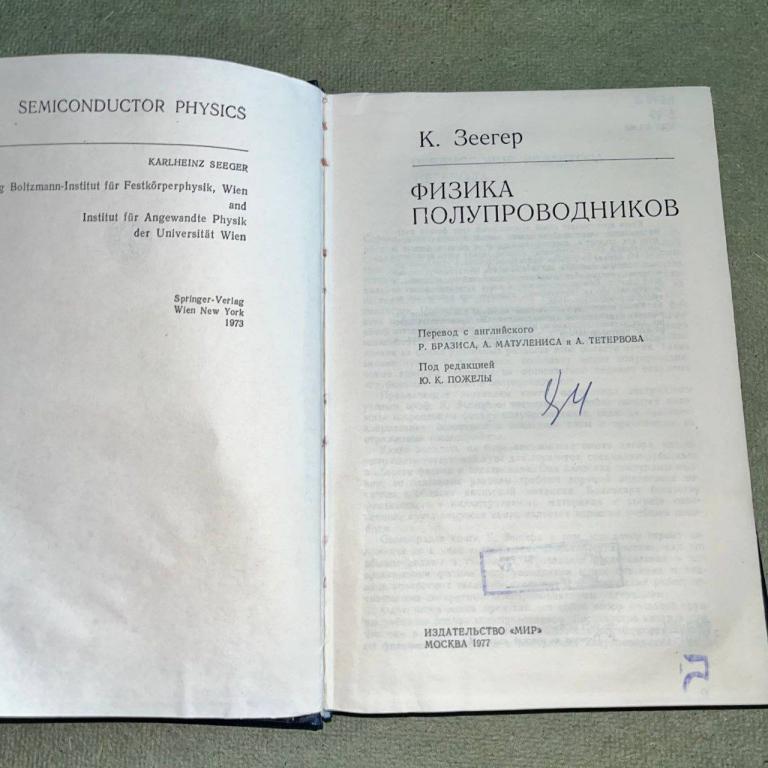 SEMICONDUCTOR PHYSICS
KARLHEINZ SEEGER
Boltzmann-Institut für Festkörperphysik, Wien
and
Institut für Angewandte Physik
der Universität Wien
Springer-Verlag
Wien New York
1973
К. Зеегер
ФИЗИКА
ПОЛУПРОВОДНИКОВ
Перевод с английского
Р. БРАЗИСА, А. МАТУЛЕНИСА и А. ТЕТЕРВОВА
Под редакцией
Ю. К. ПОЖЕЛЫ
ИЗДАТЕЛЬСТВО «МИР»
МОСКВА 1977